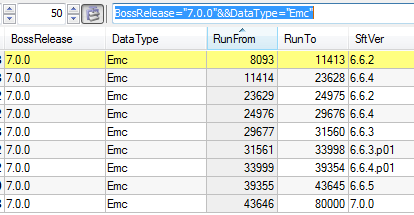 50 BossRelease="7.0.0"&&DataType="Emc"
BossRelease DataType RunFrom RunTo SftVer
7.0.0 Emc 8093 11413 6.6.2
7.0.0 Emc 11414 23628 6.6.4
7.0.0 Emc 23629 24975 6.6.2
7.0.0 Emc 24976 29676 6.6.4
7.0.0 Emc 29677 31560 6.6.3
7.0.0 Emc 31561 33998 6.6.3.p01
7.0.0 Emc 33999 39354 6.6.4.p01
7.0.0 Emc 39355 43645 6.6.5
7.0.0 Emc 43646 80000 7.0.0